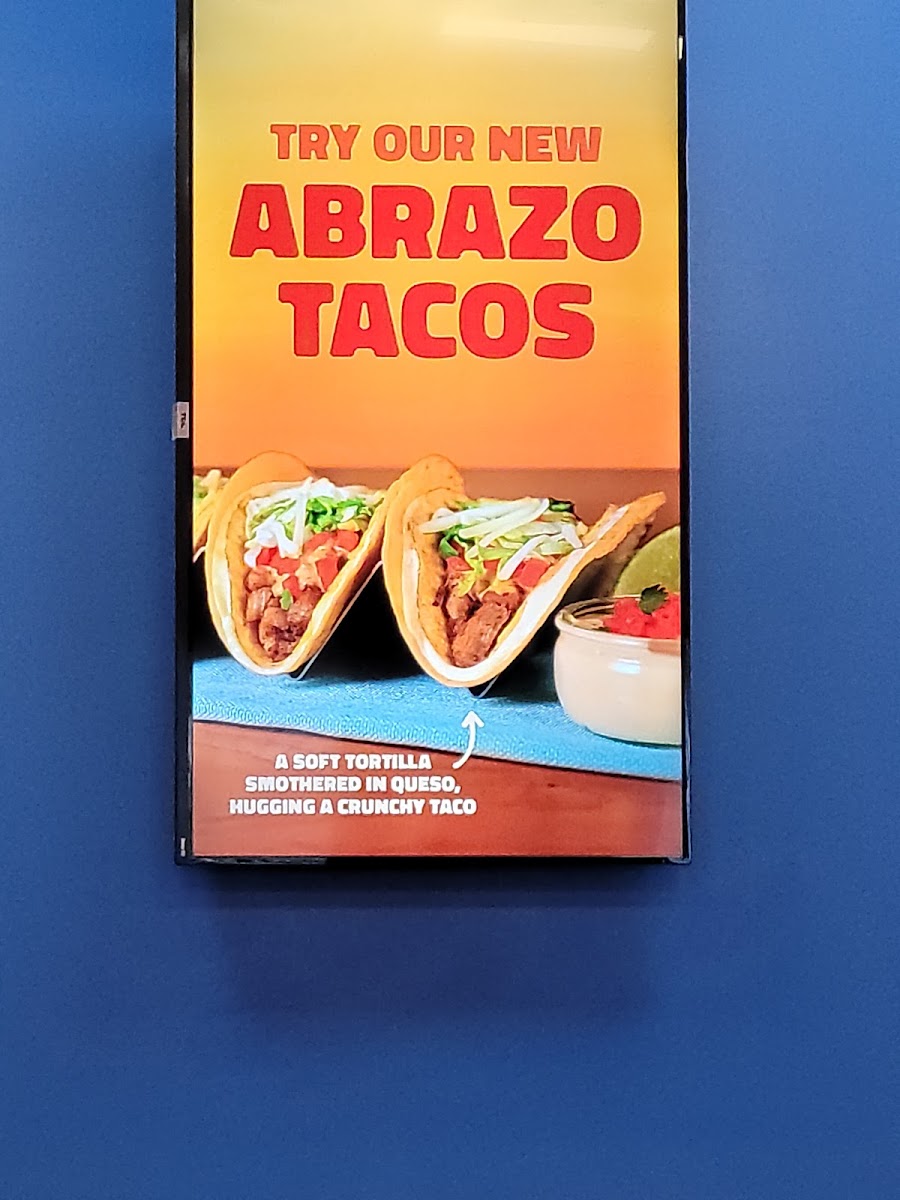 TRY OUR NEW
ABRAZO
TACOS
A SOFT TORTILLA
SMOTHERED IN QUESO,
HUGGING A CRUNCHY TACO